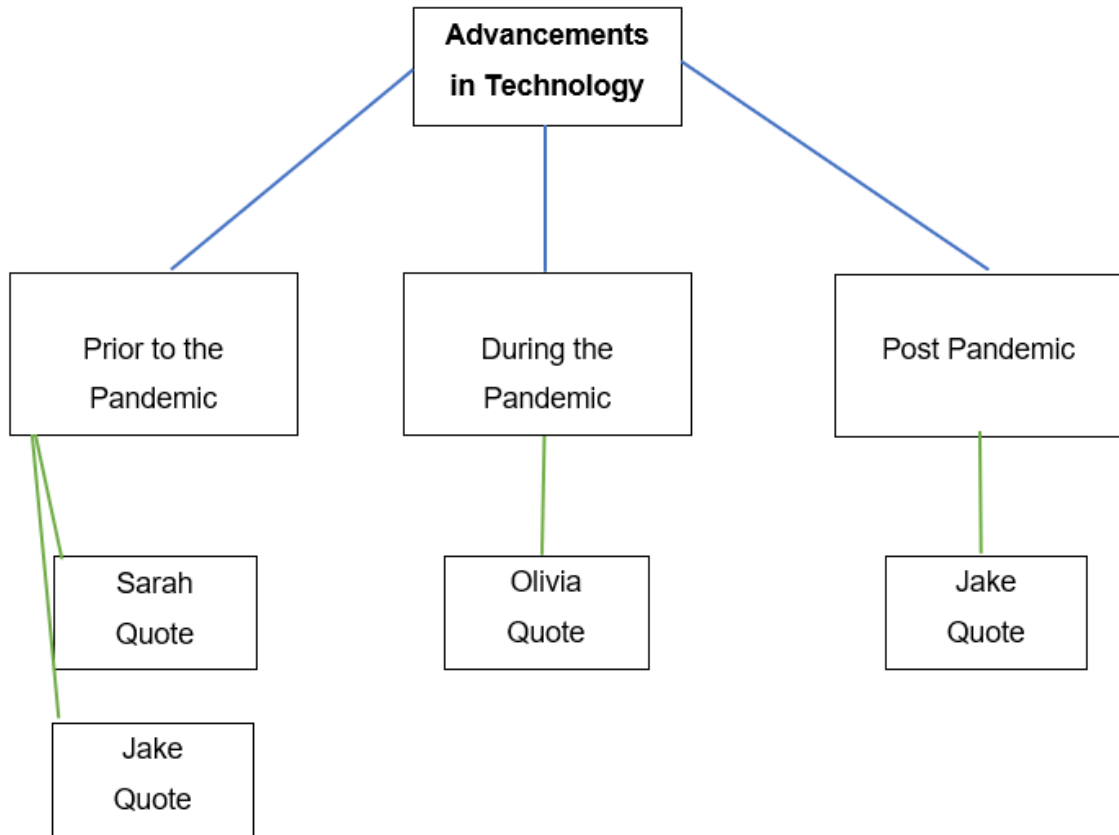 Advancements
in Technology
Prior to the
Pandemic
During the
Pandemic
Post Pandemic
Sarah
Quote
Olivia
Quote
Jake
Quote
Jake
Quote